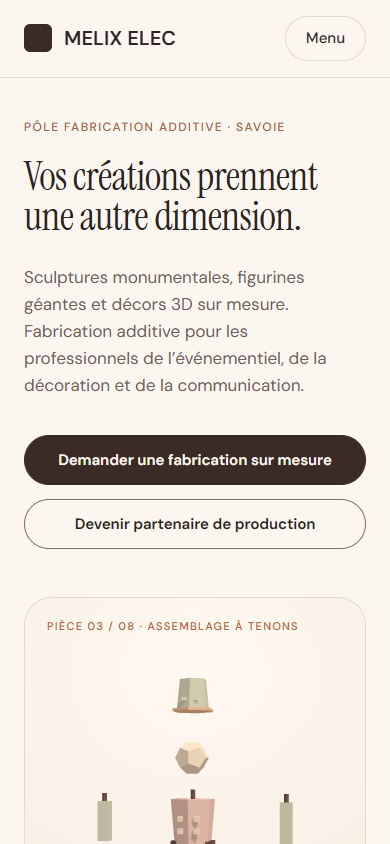 MELIX ELEC
Menu
PÔLE FABRICATION ADDITIVE · SAVOIE
Vos créations prennent
une autre dimension.
Sculptures monumentales, figurines
géantes et décors 3D sur mesure.
Fabrication additive pour les
professionnels de l’événementiel, de la
décoration et de la communication.
Demander une fabrication sur mesure
Devenir partenaire de production
PIÈCE 03 / 08 · ASSEMBLAGE À TENONS